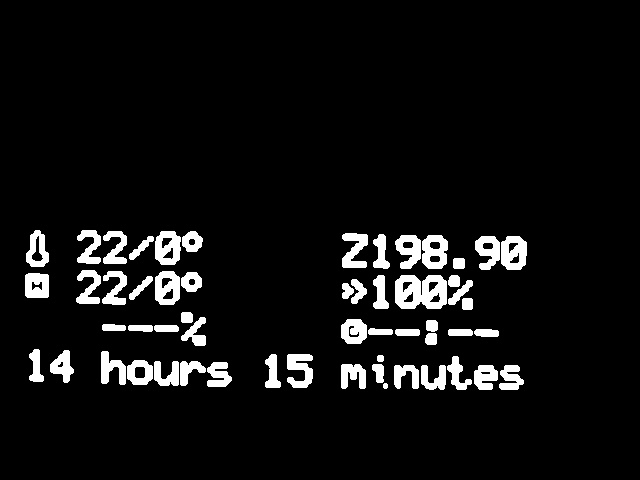 22/0° Z198.90
22/0° »100%
---% --:--
14 hours 15 minutes